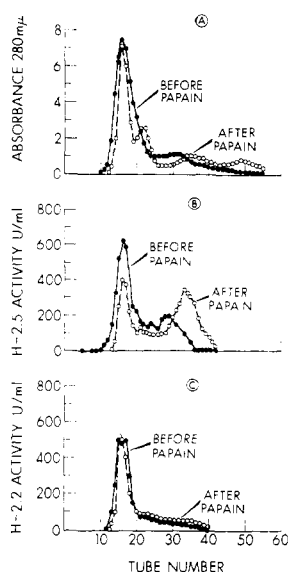 A
ABSORBANCE 280 mμ
8
6
4
2
0
BEFORE
PAPAIN
AFTER
PAPAIN
B
H-2.5 ACTIVITY U/ml
800
600
400
200
0
BEFORE
PAPAIN
AFTER
PAPAIN
C
H-2.2 ACTIVITY U/ml
600
400
200
0
BEFORE
PAPAIN
AFTER
PAPAIN
10 20 30 40 50 60
TUBE NUMBER